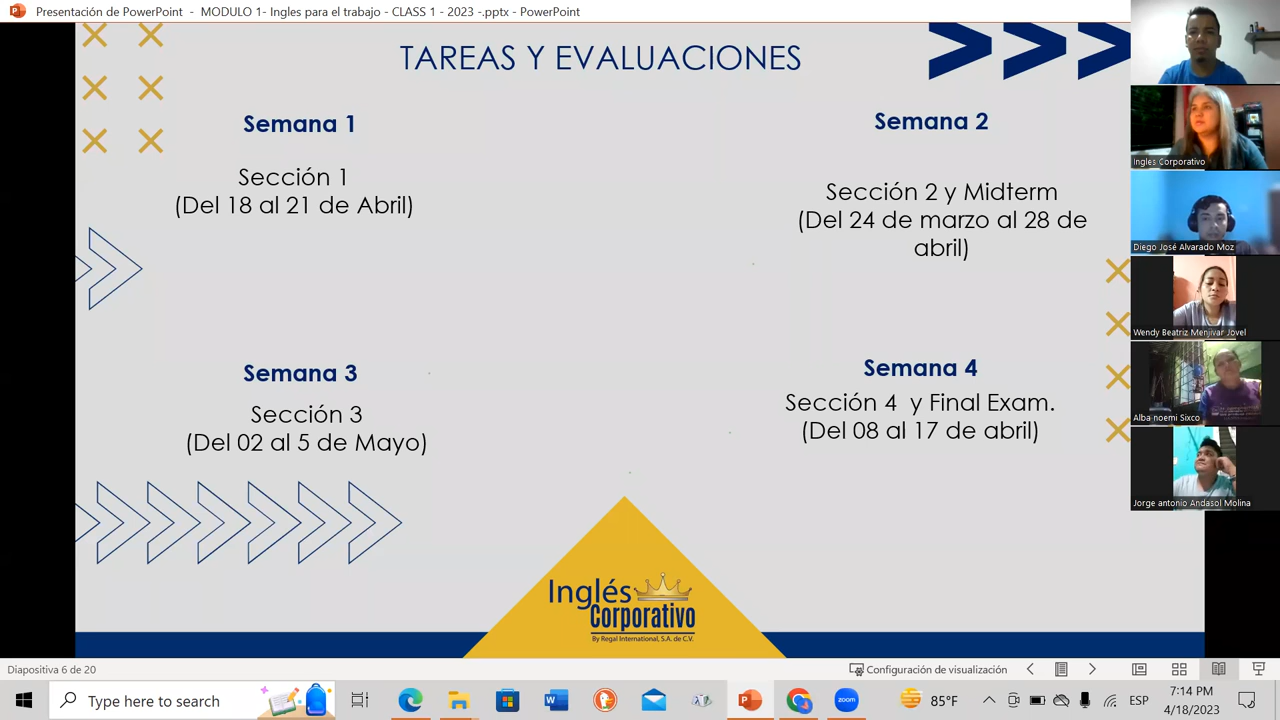 Presentación de PowerPoint - MODULO 1- Ingles para el trabajo - CLASS 1 - 2023 -.pptx - PowerPoint
TAREAS Y EVALUACIONES
Semana 1
Sección 1
(Del 18 al 21 de Abril)
Semana 2
Sección 2 y Midterm
(Del 24 de marzo al 28 de
abril)
Semana 3
Sección 3
(Del 02 al 5 de Mayo)
Semana 4
Sección 4 y Final Exam.
(Del 08 al 17 de abril)
Inglés
Corporativo
By Regal International, S.A. de C.V.
Ingles Corporativo
Diego José Alvarado Moz
Wendy Beatriz Menjivar Jovel
Alba noemi Sixco
Jorge antonio Andasol Molina
Diapositiva 6 de 20
Configuración de visualización
Type here to search
zoom
85°F
ESP
7:14 PM
4/18/2023